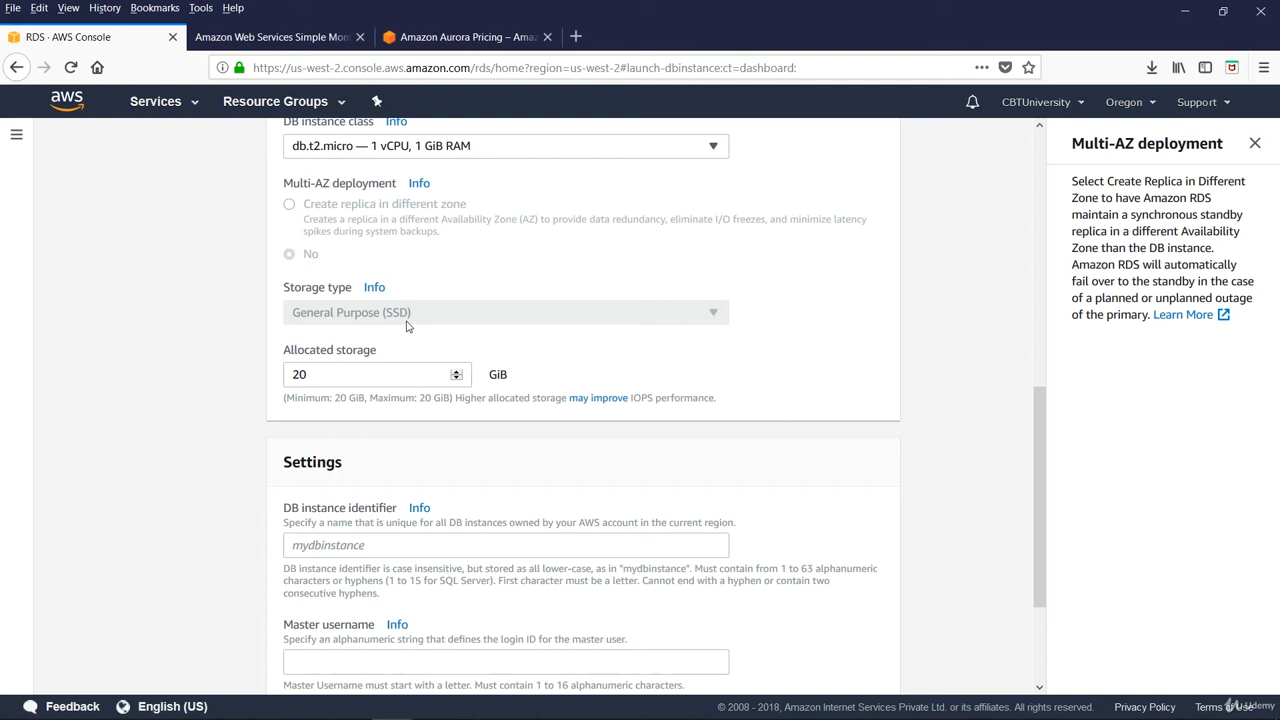 File Edit View History Bookmarks Tools Help
RDS · AWS Console
Amazon Web Services Simple Mon
Amazon Aurora Pricing – Ama
https://us-west-2.console.aws.amazon.com/rds/home?region=us-west-2#launch-dbinstance:ct=dashboard:
aws Services Resource Groups CBTUniversity Oregon Support
DB instance class Info
db.t2.micro — 1 vCPU, 1 GiB RAM
Multi-AZ deployment Info
Create replica in different zone
Creates a replica in a different Availability Zone (AZ) to provide data redundancy, eliminate I/O freezes, and minimize latency
spikes during system backups.
No
Storage type Info
General Purpose (SSD)
Allocated storage
20 GiB
(Minimum: 20 GiB, Maximum: 20 GiB) Higher allocated storage may improve IOPS performance.
Settings
DB instance identifier Info
Specify a name that is unique for all DB instances owned by your AWS account in the current region.
mydbinstance
DB instance identifier is case insensitive, but stored as all lower-case, as in "mydbinstance". Must contain from 1 to 63 alphanumeric
characters or hyphens (1 to 15 for SQL Server). First character must be a letter. Cannot end with a hyphen or contain two
consecutive hyphens.
Master username Info
Specify an alphanumeric string that defines the login ID for the master user.
Master Username must start with a letter. Must contain 1 to 16 alphanumeric characters.
Multi-AZ deployment
Select Create Replica in Different
Zone to have Amazon RDS
maintain a synchronous standby
replica in a different Availability
Zone than the DB instance.
Amazon RDS will automatically
fail over to the standby in the case
of a planned or unplanned outage
of the primary. Learn More
Feedback English (US) © 2008 - 2018, Amazon Internet Services Private Ltd. or its affiliates. All rights reserved. Privacy Policy Terms of Use
Udemy